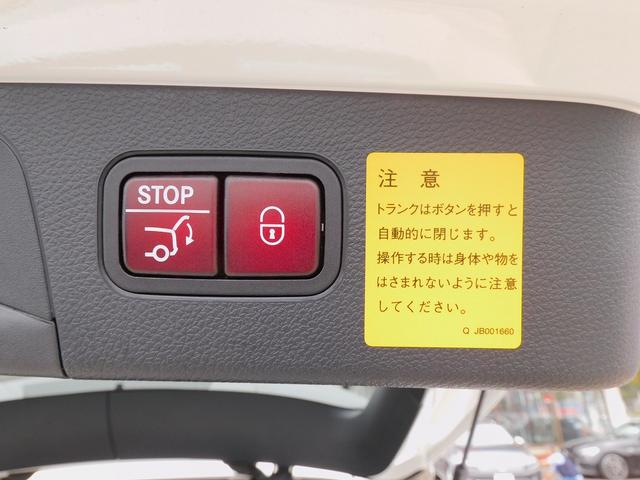 STOP
注 意
トランクはボタンを押すと
自動的に閉じます。
操作する時は身体や物を
はさまれないように注意
してください。
Q JB001660